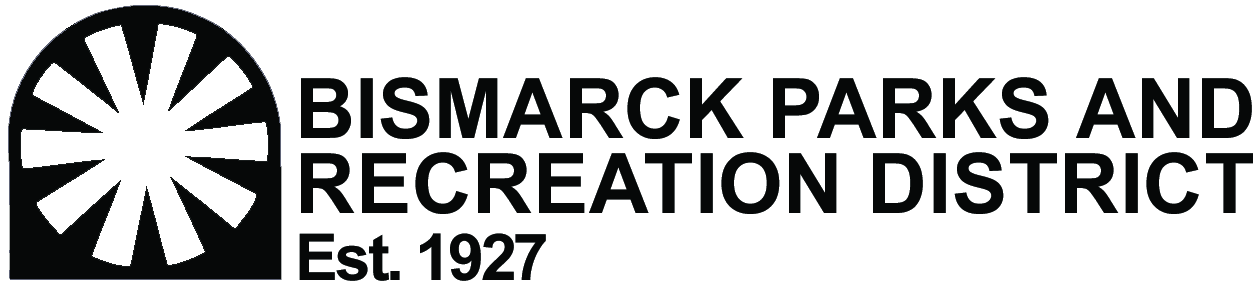 BISMARCK PARKS AND
RECREATION DISTRICT
Est. 1927